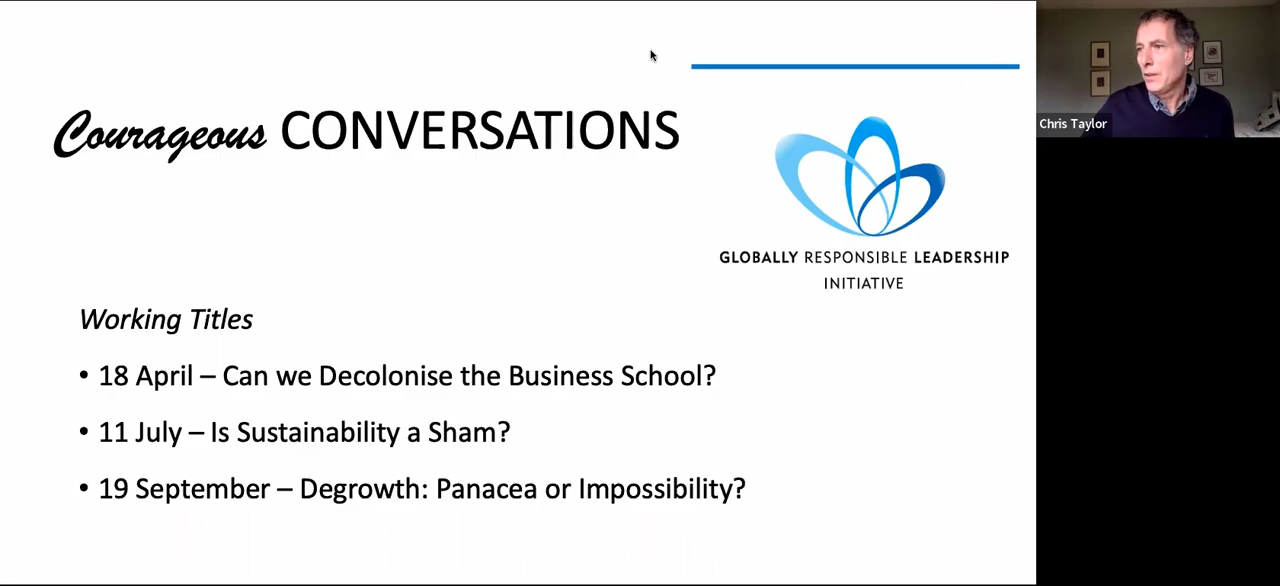 Courageous CONVERSATIONS
GLOBALLY RESPONSIBLE LEADERSHIP
INITIATIVE
Working Titles
• 18 April – Can we Decolonise the Business School?
• 11 July – Is Sustainability a Sham?
• 19 September – Degrowth: Panacea or Impossibility?
Chris Taylor